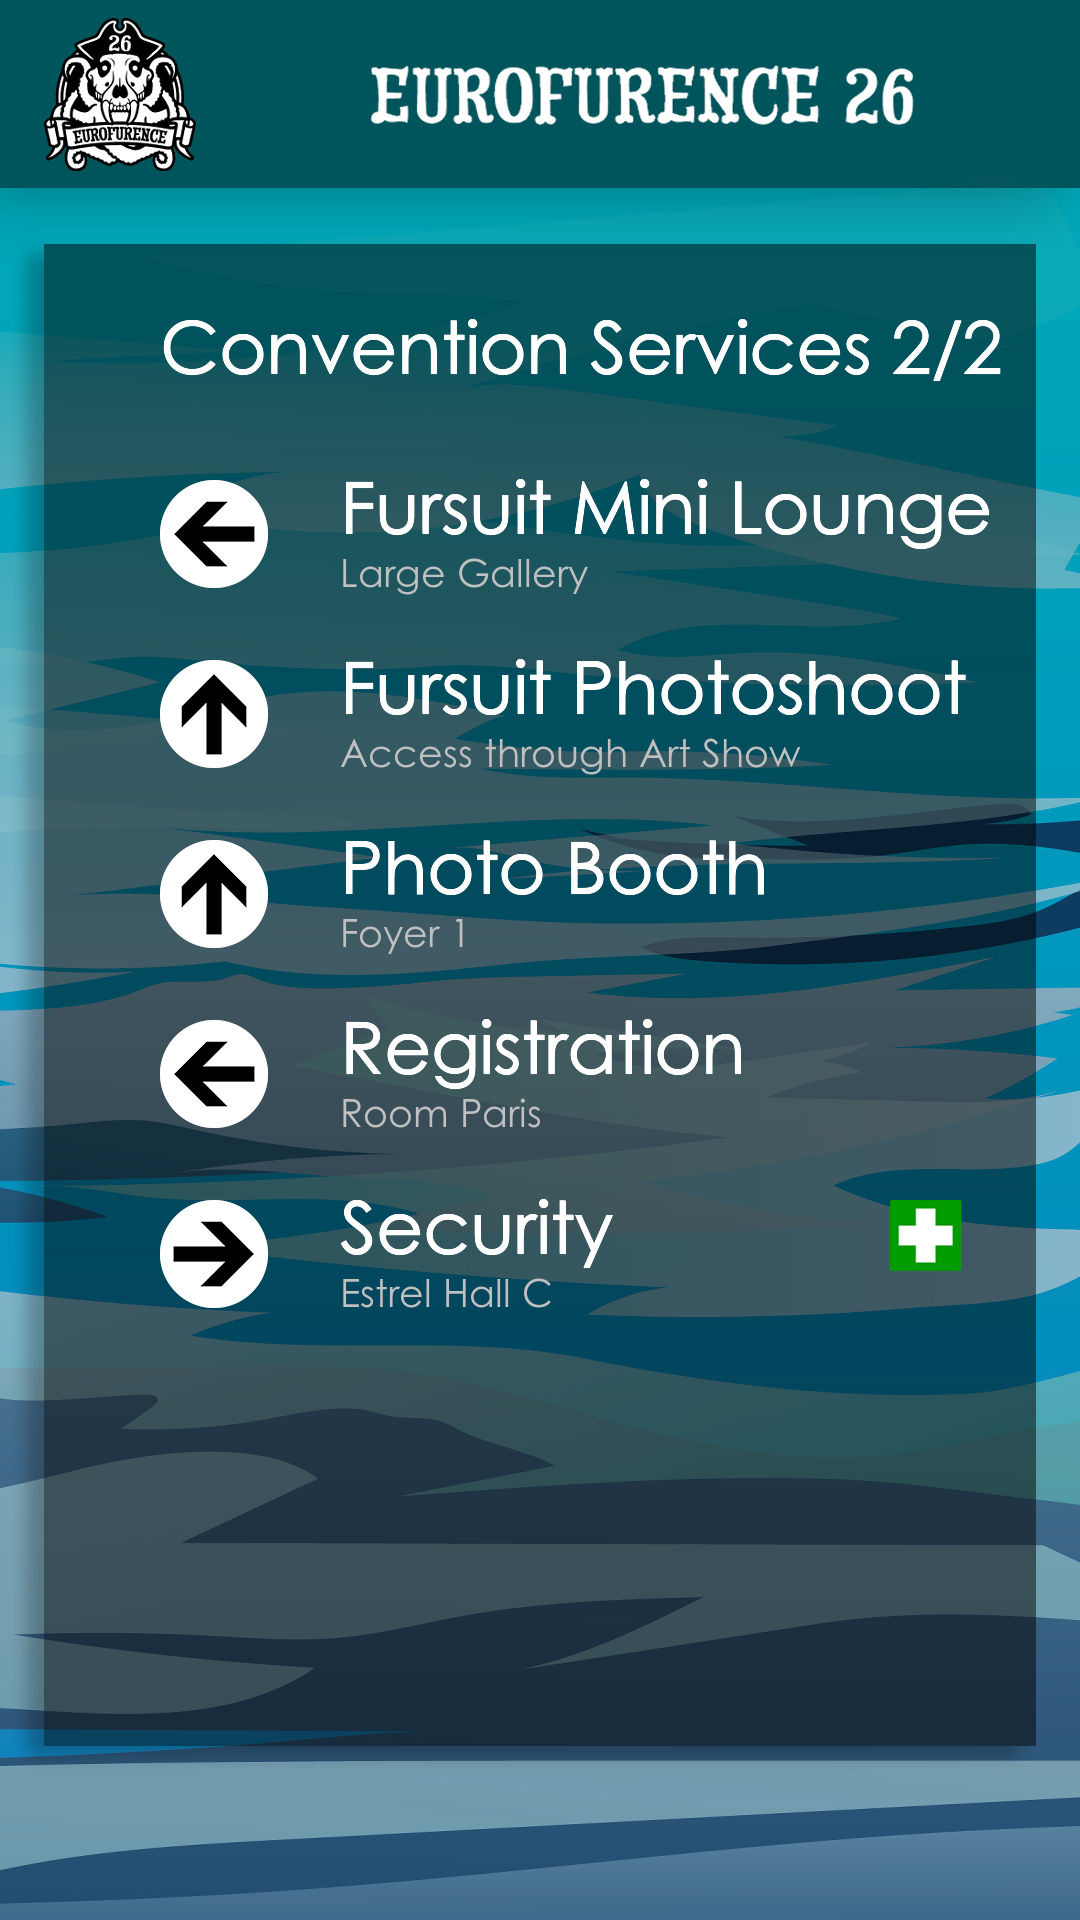 26
EUROFURENCE
EUROFURENCE 26
Convention Services 2/2
Fursuit Mini Lounge
Large Gallery
Fursuit Photoshoot
Access through Art Show
Photo Booth
Foyer 1
Registration
Room Paris
Security
Estrel Hall C